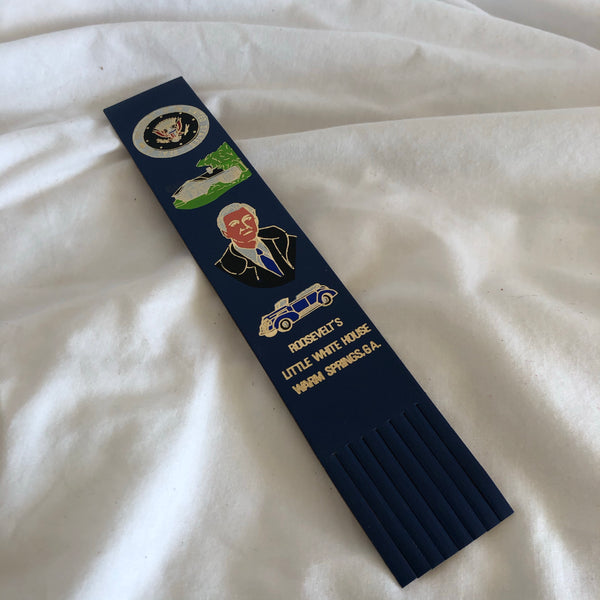 ROOSEVELT'S
LITTLE WHITE HOUSE
WARM SPRINGS.GA.